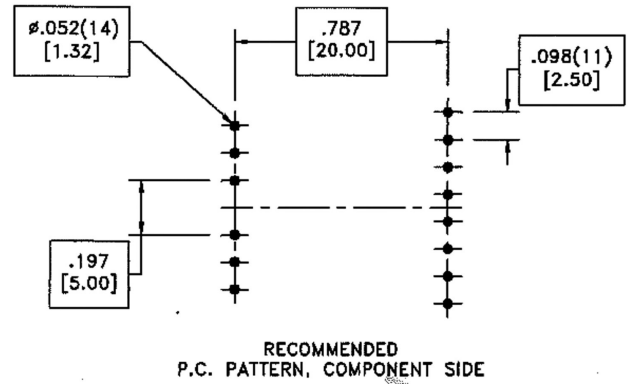 ø.052(14)
[1.32]
.787
[20.00]
.098(11)
[2.50]
.197
[5.00]
RECOMMENDED
P.C. PATTERN, COMPONENT SIDE